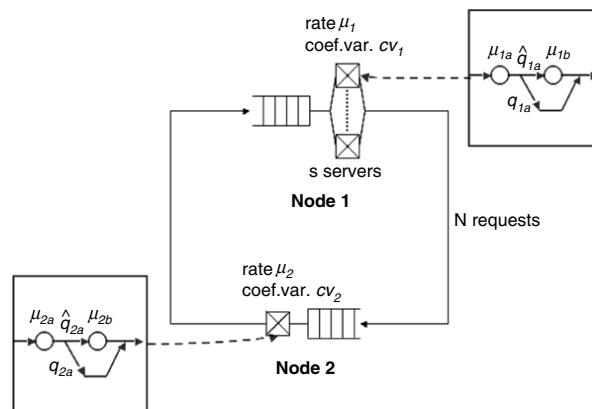 rate μ₁
coef.var. cv₁
μ₁ₐ q̂₁ₐ μ₁b
q₁ₐ
s servers
Node 1
N requests
rate μ₂
coef.var. cv₂
μ₂ₐ q̂₂ₐ μ₂b
q₂ₐ
Node 2